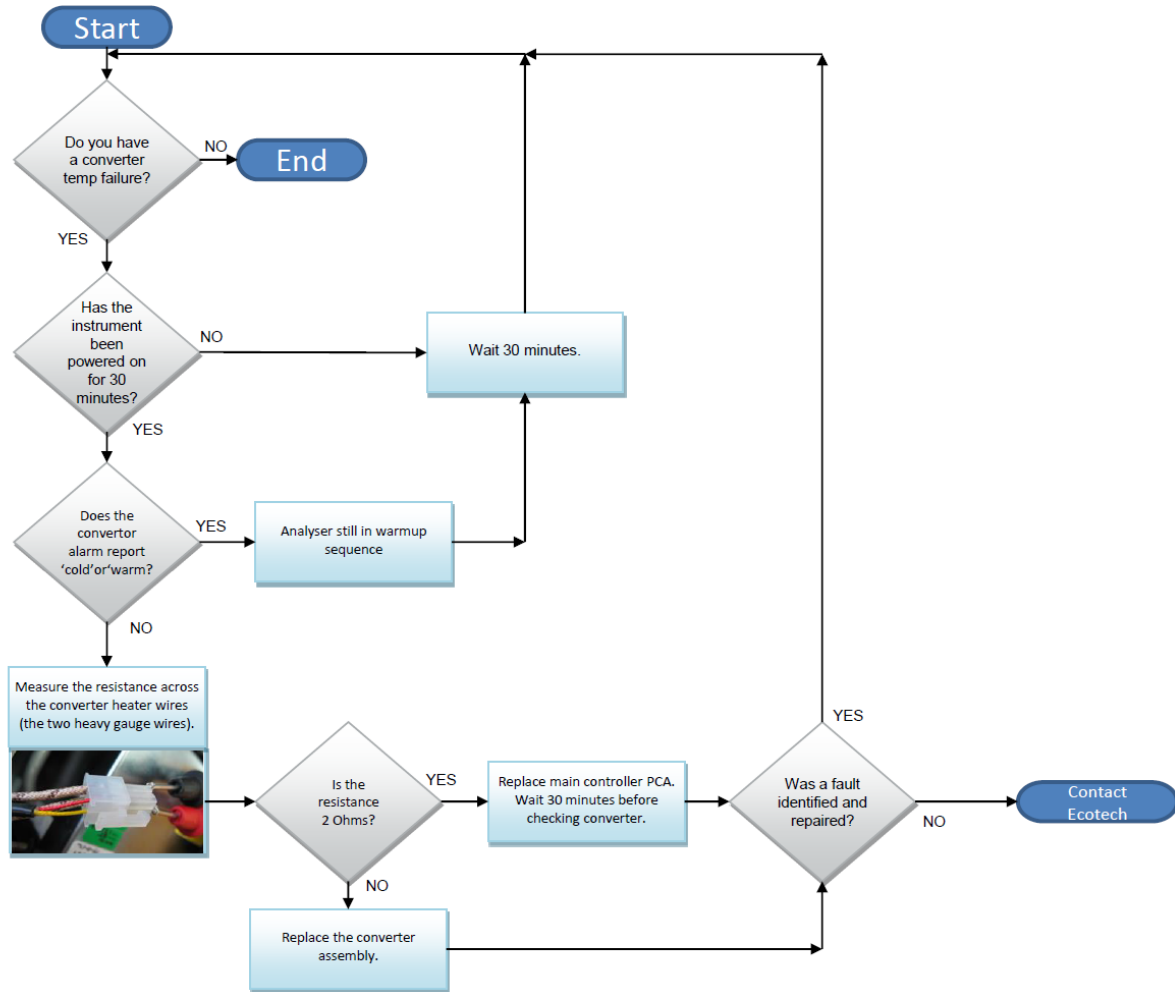 Start
Do you have
a converter
temp failure?
NO
End
YES
Has the
instrument
been
powered on
for 30
minutes?
NO
Wait 30 minutes.
YES
Does the
convertor
alarm report
‘cold’or‘warm?
YES
Analyser still in warmup
sequence
NO
Measure the resistance across
the converter heater wires
(the two heavy gauge wires).
Is the
resistance
2 Ohms?
YES
Replace main controller PCA.
Wait 30 minutes before
checking converter.
NO
Replace the converter
assembly.
Was a fault
identified and
repaired?
YES
NO
Contact
Ecotech